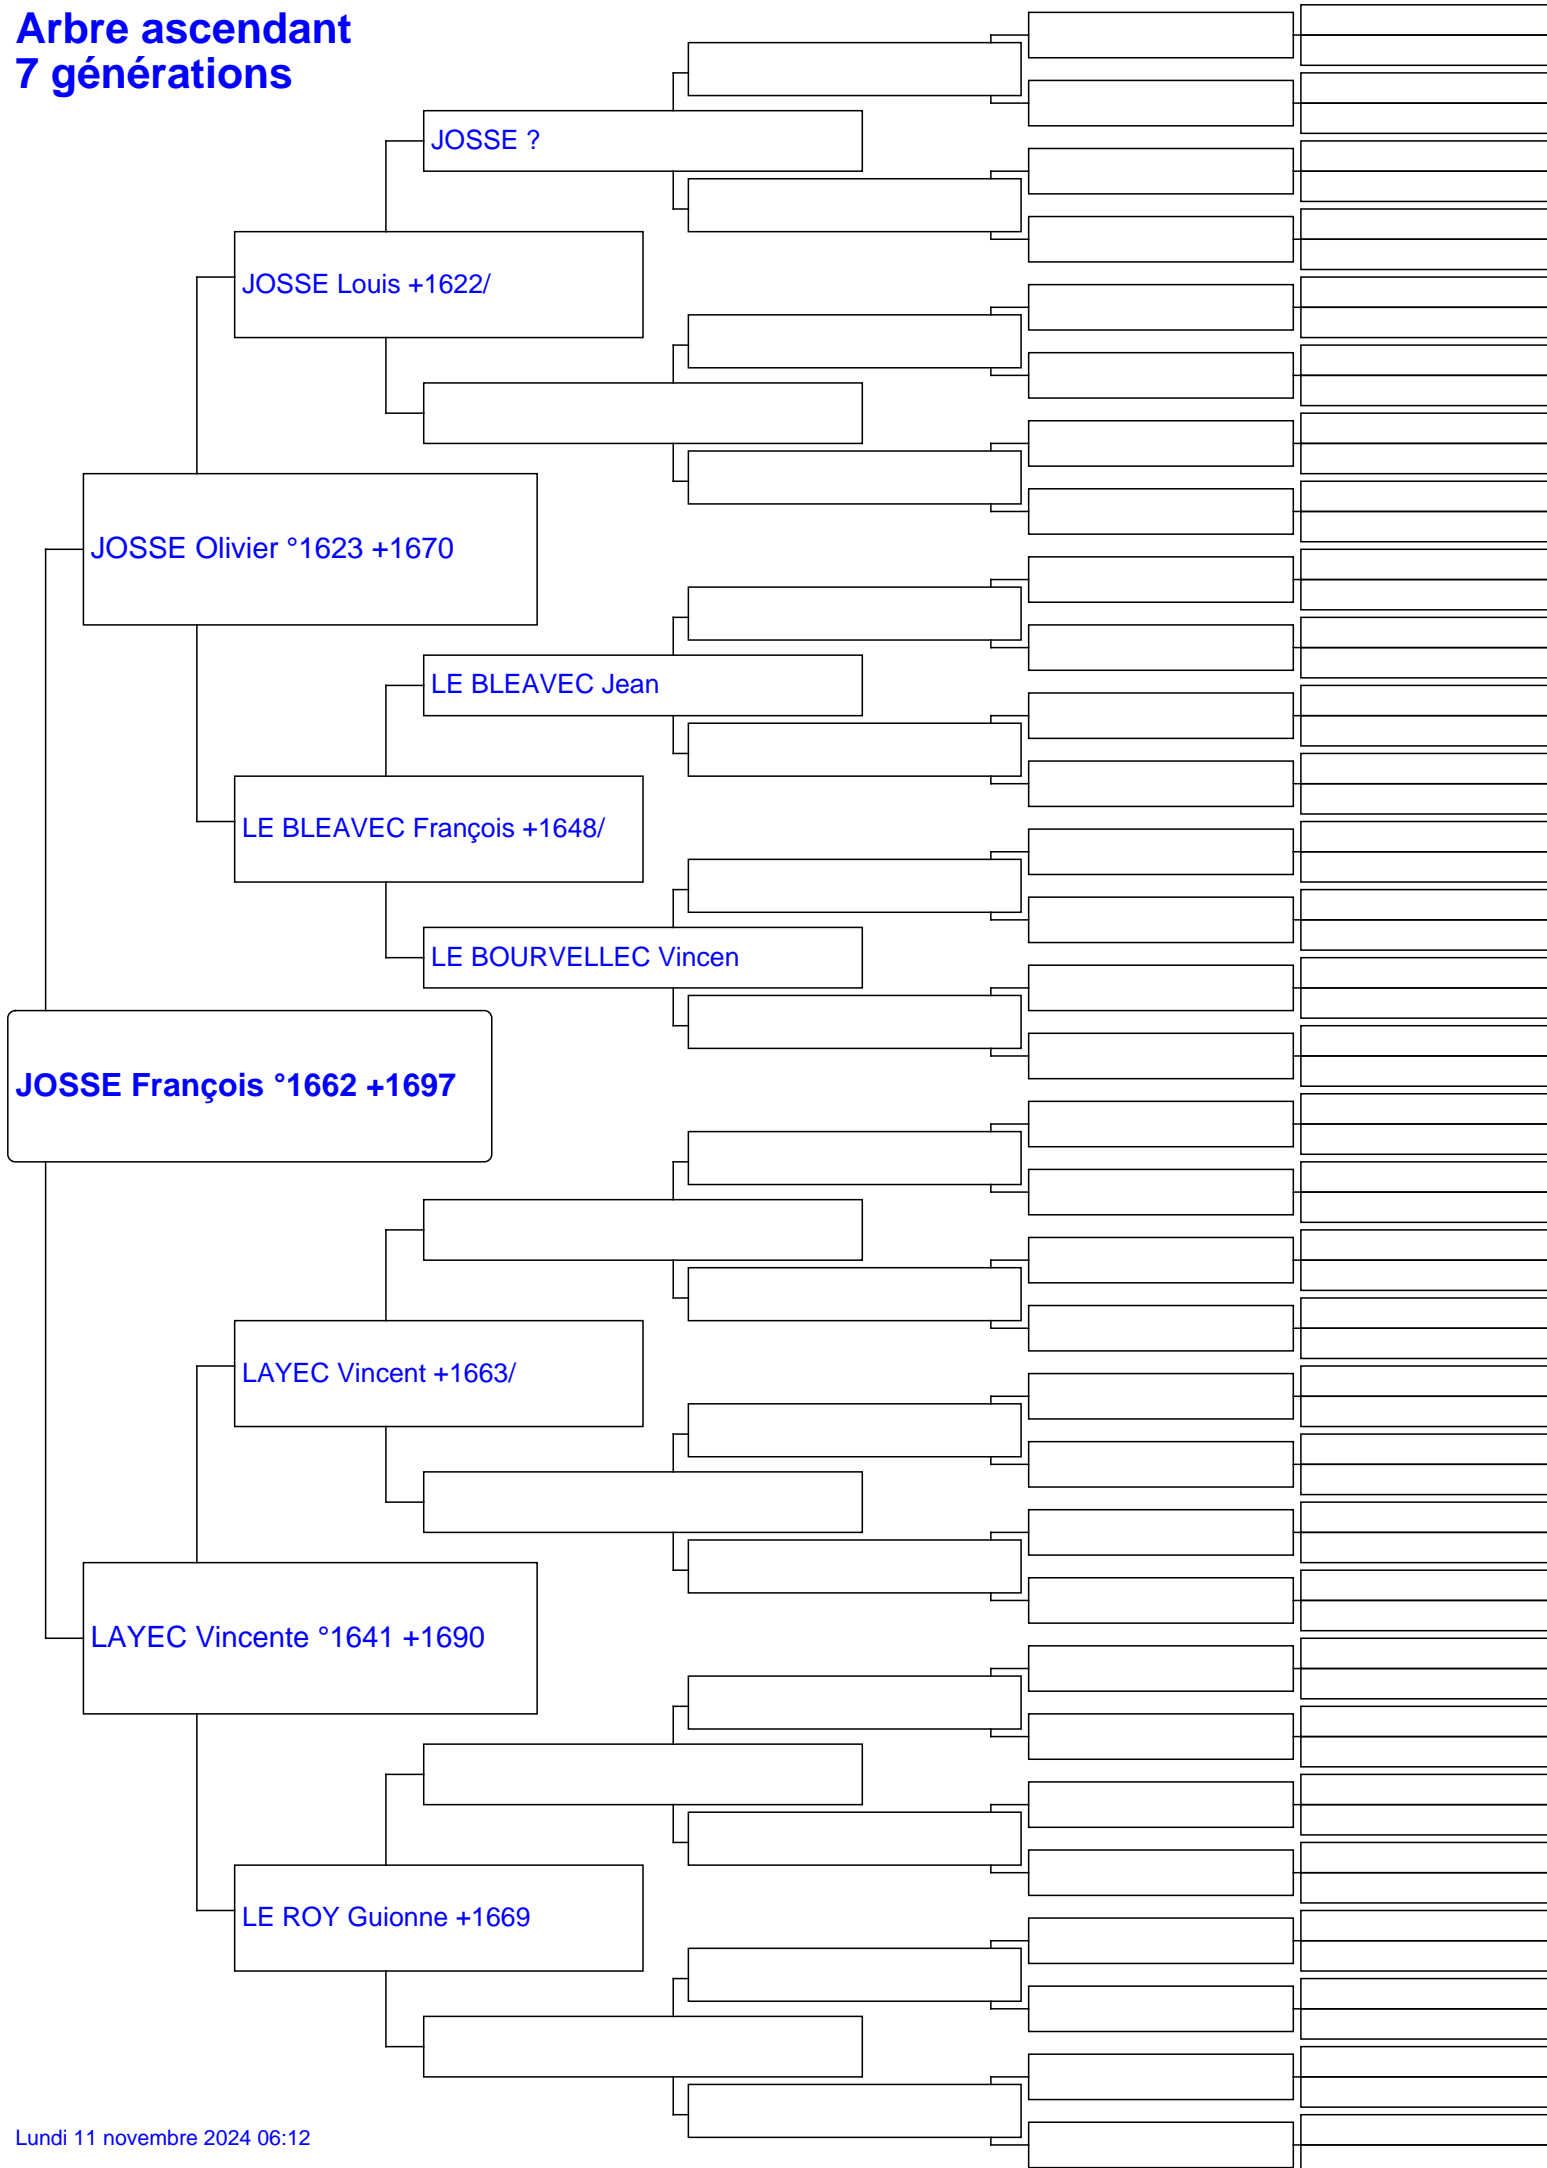 Arbre ascendant
7 générations
JOSSE ?
JOSSE Louis +1622/
JOSSE Olivier °1623 +1670
LE BLEAVEC Jean
LE BLEAVEC François +1648/
LE BOURVELLEC Vincen
JOSSE François °1662 +1697
LAYEC Vincent +1663/
LAYEC Vincente °1641 +1690
LE ROY Guionne +1669
Lundi 11 novembre 2024 06:12